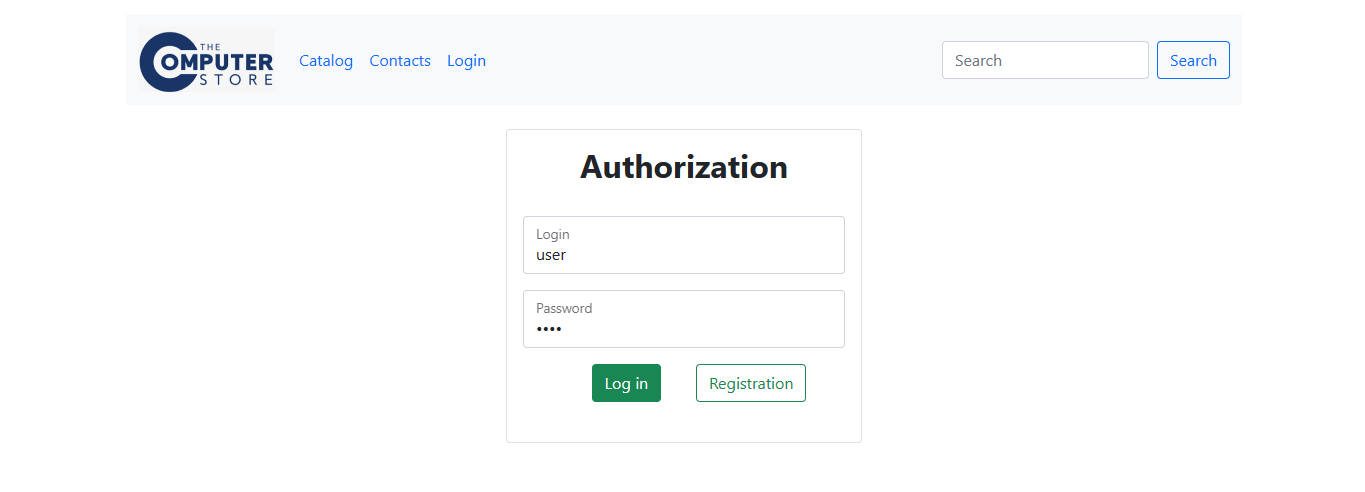 THE
COMPUTER
STORE
Catalog Contacts Login
Search
Search
Authorization
Login
user
Password
••••
Log in
Registration